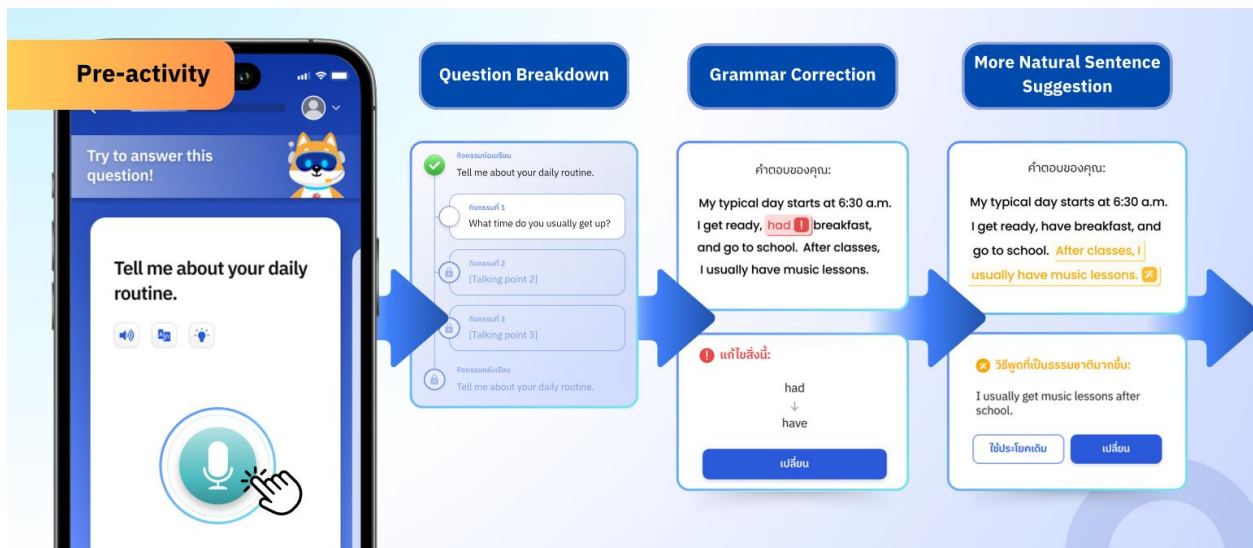 Pre-activity
Try to answer this
question!
Tell me about your daily
routine.
Question Breakdown
กิจกรรมก่อนเรียน
Tell me about your daily routine.
กิจกรรมที่ 1
What time do you usually get up?
กิจกรรมที่ 2
[Talking point 2]
กิจกรรมที่ 3
[Talking point 3]
กิจกรรมหลังเรียน
Tell me about your daily routine.
Grammar Correction
คำตอบของคุณ:
My typical day starts at 6:30 a.m.
I get ready, had ! breakfast,
and go to school. After classes,
I usually have music lessons.
! แก้ไขสิ่งนี้:
had
↓
have
เปลี่ยน
More Natural Sentence
Suggestion
คำตอบของคุณ:
My typical day starts at 6:30 a.m.
I get ready, have breakfast, and
go to school. After classes, I
usually have music lessons.
วิธีพูดที่เป็นธรรมชาติมากขึ้น:
I usually get music lessons after
school.
ใช้ประโยคเดิม
เปลี่ยน